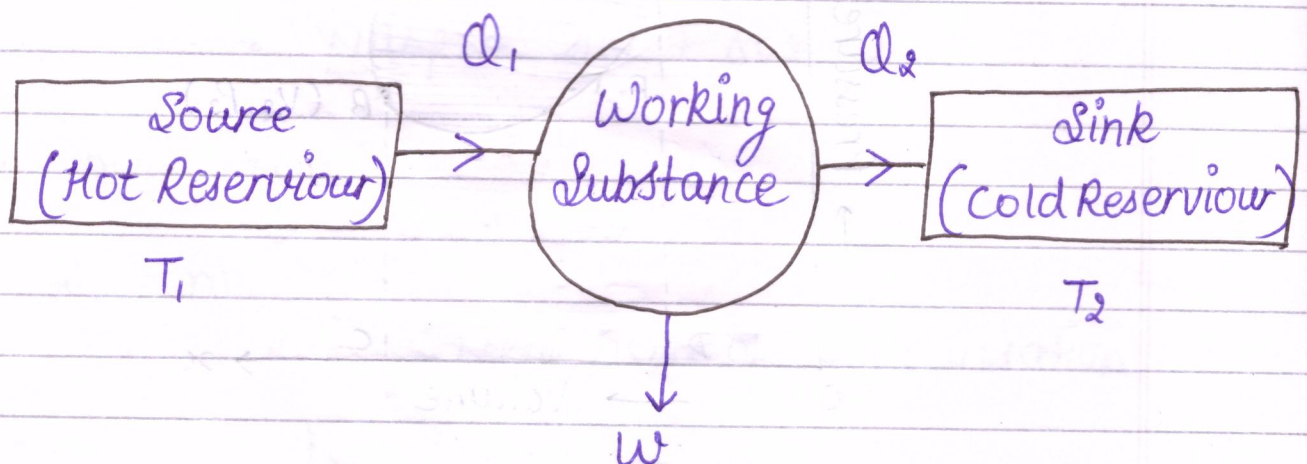 Q₁
Q₂
Source
(Hot Reserviour)
Working
Substance
Sink
(Cold Reserviour)
T₁
T₂
W